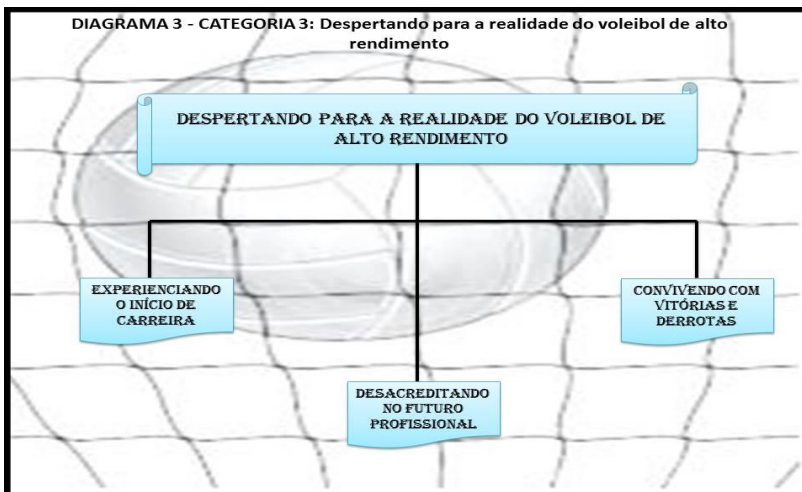 DIAGRAMA 3 - CATEGORIA 3: Despertando para a realidade do voleibol de alto
rendimento
DESPERTANDO PARA A REALIDADE DO VOLEIBOL DE
ALTO RENDIMENTO
EXPERIENCIANDO
O INÍCIO DE
CARREIRA
DESACREDITANDO
NO FUTURO
PROFISSIONAL
CONVIVENDO COM
VITÓRIAS E
DERROTAS